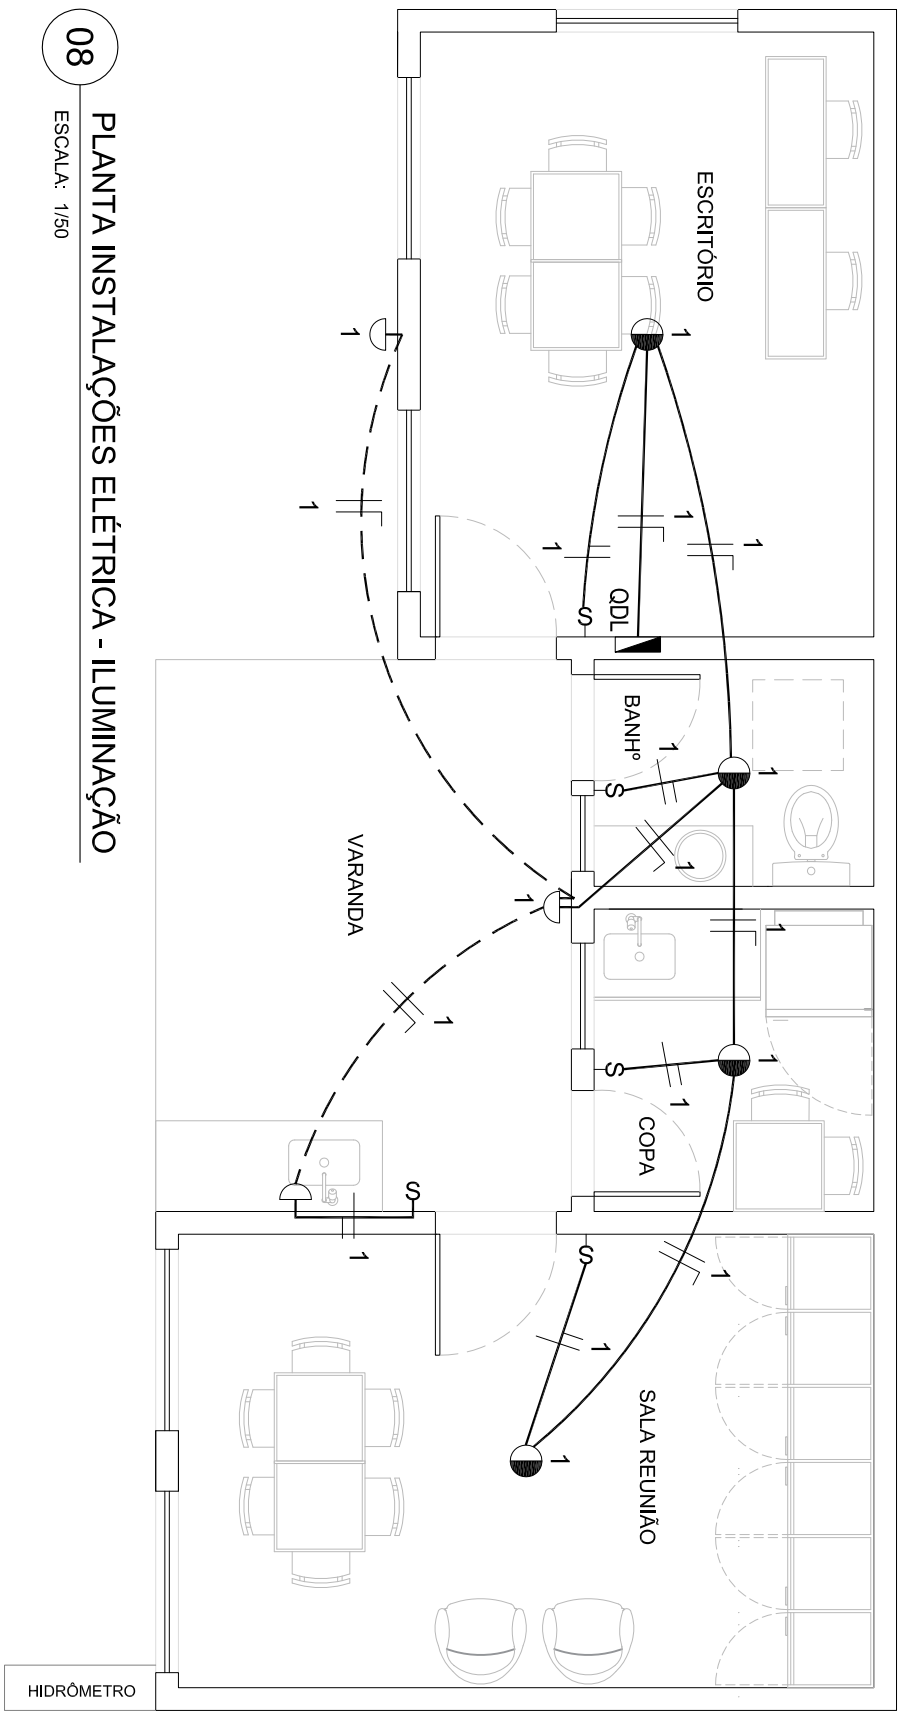 1
1
1
1
1
ESCRITÓRIO
1
1
1
1
1
SALA REUNIÃO
COPA
BANHº
QDL
S
S
1
S
S
1
1
1
1
1
S
1
VARANDA
1
1
HIDRÔMETRO
PLANTA INSTALAÇÕES ELÉTRICA - ILUMINAÇÃO
08
ESCALA: 1/50